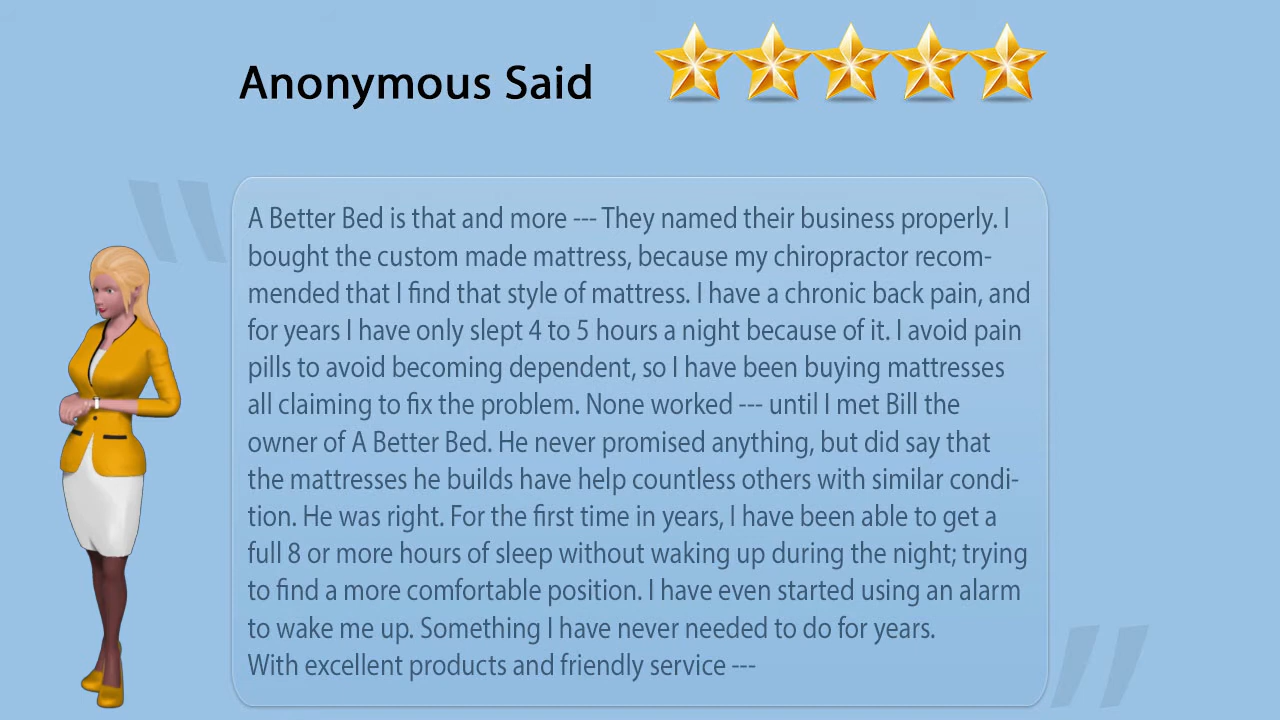 Anonymous Said
A Better Bed is that and more --- They named their business properly. I
bought the custom made mattress, because my chiropractor recom-
mended that I find that style of mattress. I have a chronic back pain, and
for years I have only slept 4 to 5 hours a night because of it. I avoid pain
pills to avoid becoming dependent, so I have been buying mattresses
all claiming to fix the problem. None worked --- until I met Bill the
owner of A Better Bed. He never promised anything, but did say that
the mattresses he builds have help countless others with similar condi-
tion. He was right. For the first time in years, I have been able to get a
full 8 or more hours of sleep without waking up during the night; trying
to find a more comfortable position. I have even started using an alarm
to wake me up. Something I have never needed to do for years.
With excellent products and friendly service ---